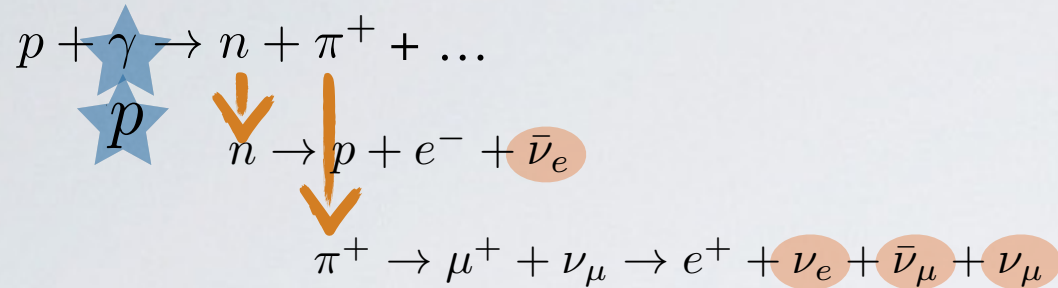 p + γ → n + π⁺ + ...
p
n → p + e⁻ + ν̄ₑ
π⁺ → μ⁺ + ν_μ → e⁺ + νₑ + ν̄_μ + ν_μ